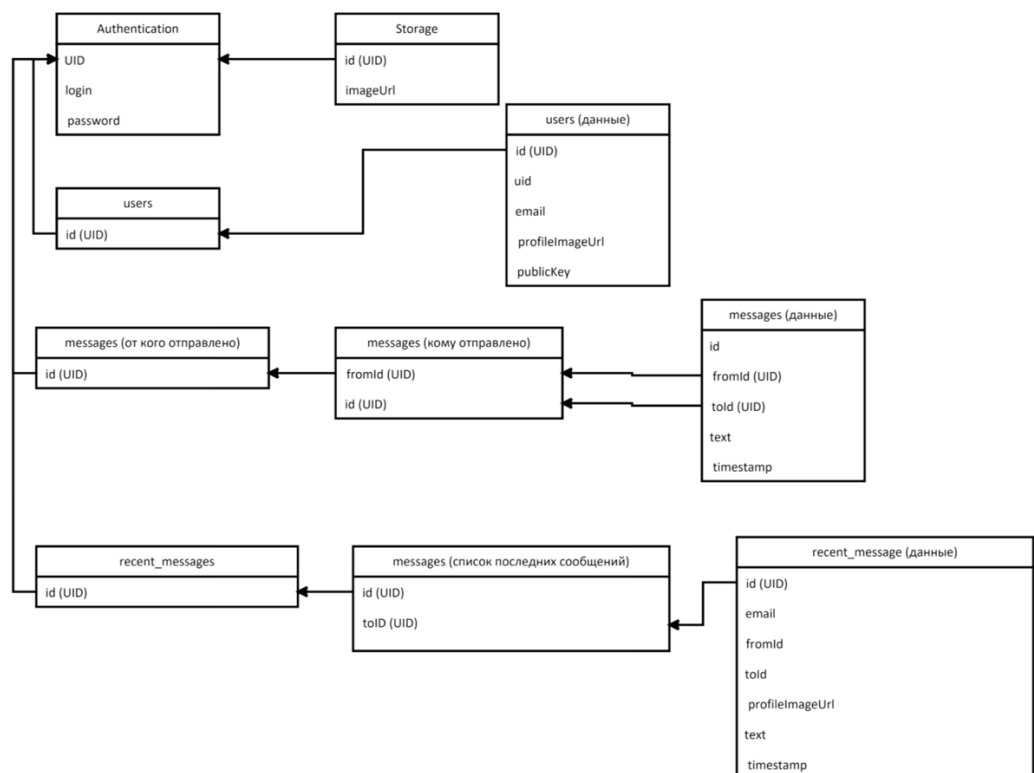 Authentication
UID
login
password
Storage
id (UID)
imageUrl
users (данные)
id (UID)
uid
email
profileImageUrl
publicKey
users
id (UID)
messages (от кого отправлено)
id (UID)
messages (кому отправлено)
fromId (UID)
id (UID)
messages (данные)
id
fromId (UID)
toId (UID)
text
timestamp
recent_messages
id (UID)
messages (список последних сообщений)
id (UID)
toID (UID)
recent_message (данные)
id (UID)
email
fromId
toId
profileImageUrl
text
timestamp